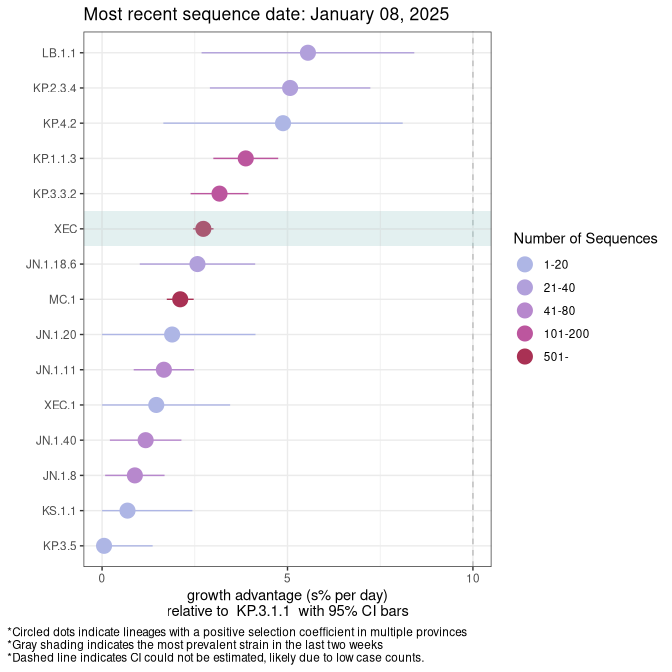 Most recent sequence date: January 08, 2025
LB.1.1
KP.2.3.4
KP.4.2
KP.1.1.3
KP.3.3.2
XEC
JN.1.18.6
MC.1
JN.1.20
JN.1.11
XEC.1
JN.1.40
JN.1.8
KS.1.1
KP.3.5
0 5 10
growth advantage (s% per day)
relative to KP.3.1.1 with 95% CI bars
Number of Sequences
1-20
21-40
41-80
101-200
501-
*Circled dots indicate lineages with a positive selection coefficient in multiple provinces
*Gray shading indicates the most prevalent strain in the last two weeks
*Dashed line indicates CI could not be estimated, likely due to low case counts.